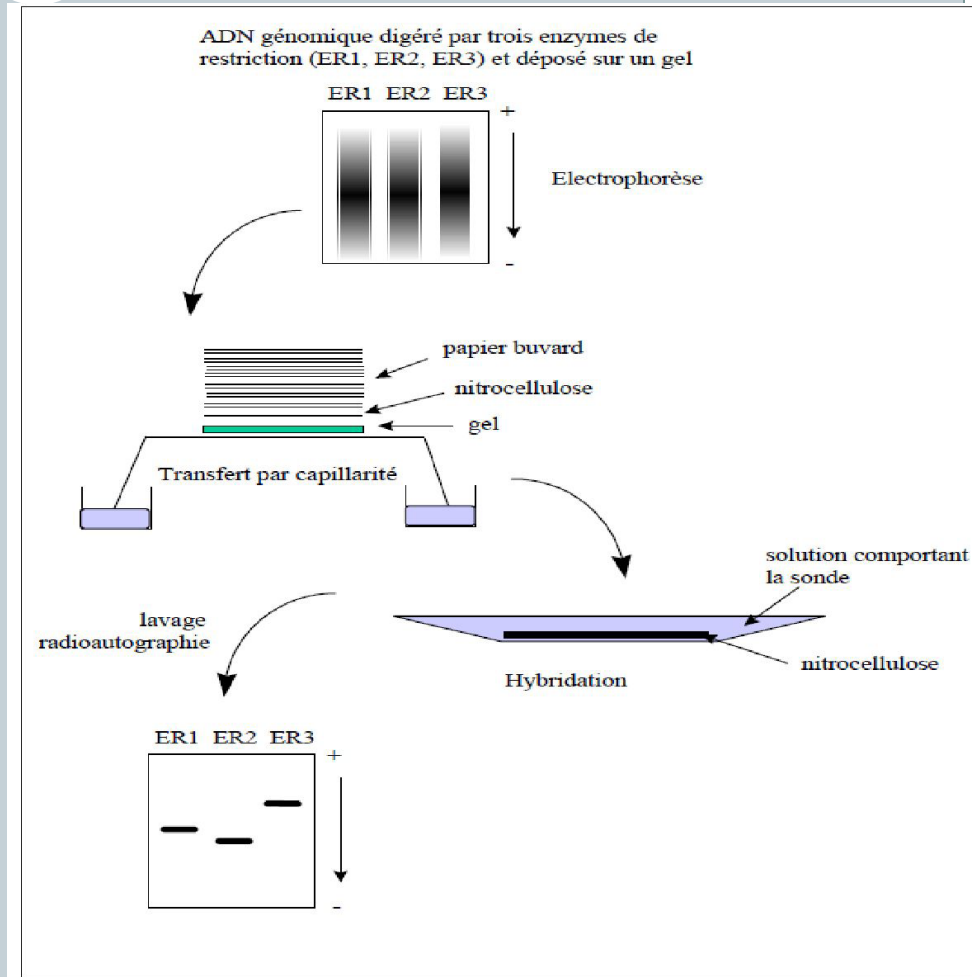 ADN génomique digéré par trois enzymes de
restriction (ER1, ER2, ER3) et déposé sur un gel
ER1 ER2 ER3
+
Electrophorèse
-
papier buvard
nitrocellulose
gel
Transfert par capillarité
solution comportant
la sonde
lavage
radioautographie
nitrocellulose
Hybridation
ER1 ER2 ER3
+
-